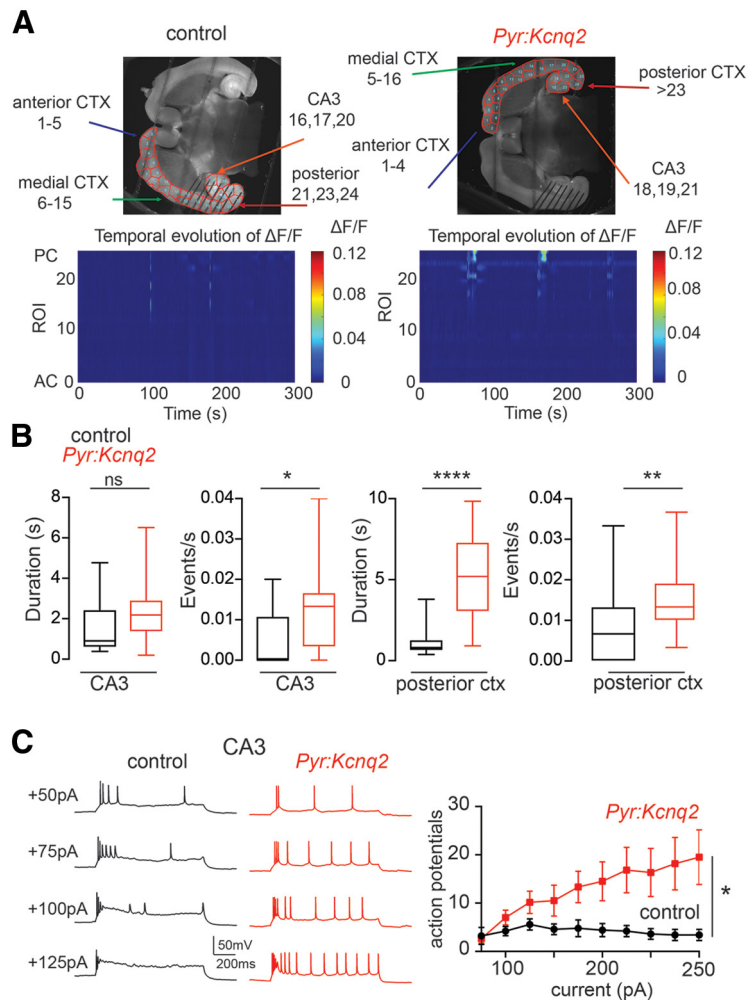 A
control
Pyr:Kcnq2
anterior CTX
1-5
medial CTX
6-15
CA3
16,17,20
posterior
21,23,24
medial CTX
5-16
posterior CTX
>23
anterior CTX
1-4
CA3
18,19,21
Temporal evolution of ΔF/F
ΔF/F
PC
20
ROI
10
AC 0
0 100 200 300
Time (s)
0.12
0.08
0.04
0
Temporal evolution of ΔF/F
ΔF/F
20
ROI
10
0
0 100 200 300
Time (s)
0.12
0.08
0.04
0
B
control
Pyr:Kcnq2
ns
Duration (s)
8
6
4
2
0
CA3
*
Events/s
0.04
0.03
0.02
0.01
0.00
CA3
****
Duration (s)
10
5
0
posterior ctx
**
Events/s
0.04
0.03
0.02
0.01
0.00
posterior ctx
C
CA3
control
Pyr:Kcnq2
+50pA
+75pA
+100pA
+125pA
50mV
200ms
action potentials
30
20
10
0
100 200 250
current (pA)
Pyr:Kcnq2
control
*